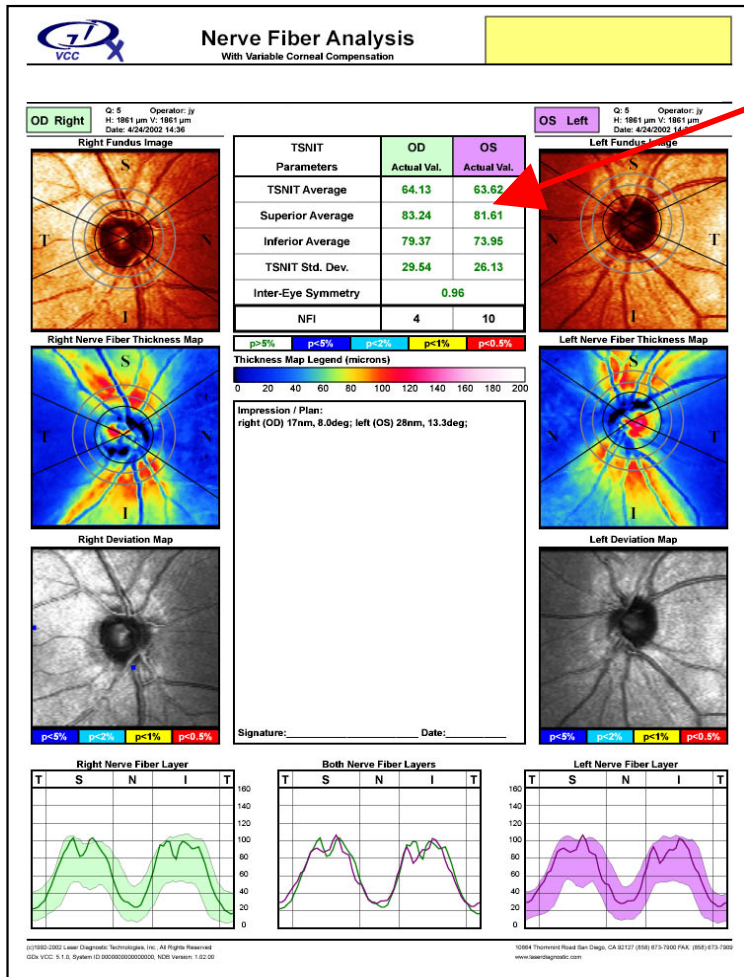 GDx
VCC
Nerve Fiber Analysis
With Variable Corneal Compensation
OD Right
Q: 5 Operator: jy
H: 1861 µm V: 1861 µm
Date: 4/24/2002 14:36
OS Left
Q: 5 Operator: jy
H: 1861 µm V: 1861 µm
Date: 4/24/2002
Right Fundus Image
S
T
N
I
TSNIT Parameters OD Actual Val. OS Actual Val.
TSNIT Average 64.13 63.62
Superior Average 83.24 81.61
Inferior Average 79.37 73.95
TSNIT Std. Dev. 29.54 26.13
Inter-Eye Symmetry 0.96
NFI 4 10
p>5% p<5% p<2% p<1% p<0.5%
Left Fundus Image
S
N
T
I
Right Nerve Fiber Thickness Map
S
T
N
I
Thickness Map Legend (microns)
0 20 40 60 80 100 120 140 160 180 200
Left Nerve Fiber Thickness Map
S
N
T
I
Impression / Plan:
right (OD) 17nm, 8.0deg; left (OS) 28nm, 13.3deg;
Right Deviation Map
p<5% p<2% p<1% p<0.5%
Left Deviation Map
p<5% p<2% p<1% p<0.5%
Signature: Date:
Right Nerve Fiber Layer
T S N I T
160
140
120
100
80
60
40
20
0
Both Nerve Fiber Layers
T S N I T
Left Nerve Fiber Layer
T S N I T
160
140
120
100
80
60
40
20
0
(c)1992-2002 Laser Diagnostic Technologies, Inc., All Rights Reserved
GDx VCC: 5.1.0, System ID:0000000000000000, NDB Version: 1.02.00
10864 Thornmint Road San Diego, CA 92127 (858) 673-7900 FAX: (858) 673-7909
www.laserdiagnostic.com